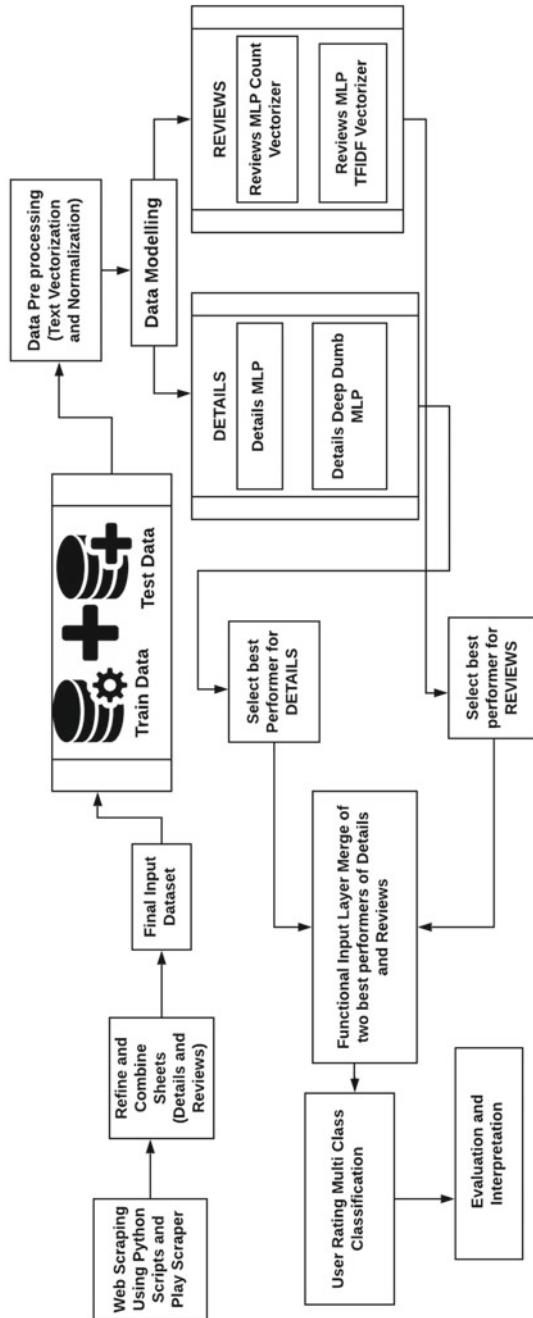 Web Scraping
Using Python
Scripts and
Play Scraper
Refine and
Combine
Sheets
(Details and
Reviews)
Final Input
Dataset
Train Data
Test Data
Data Pre processing
(Text Vectorization
and Normalization)
Data Modelling
DETAILS
Details MLP
Details Deep Dumb
MLP
REVIEWS
Reviews MLP Count
Vectorizer
Reviews MLP
TFIDF Vectorizer
Select best
Performer for
DETAILS
Select best
performer for
REVIEWS
Functional Input Layer Merge of
two best performers of Details
and Reviews
User Rating Multi Class
Classification
Evaluation and
Interpretation